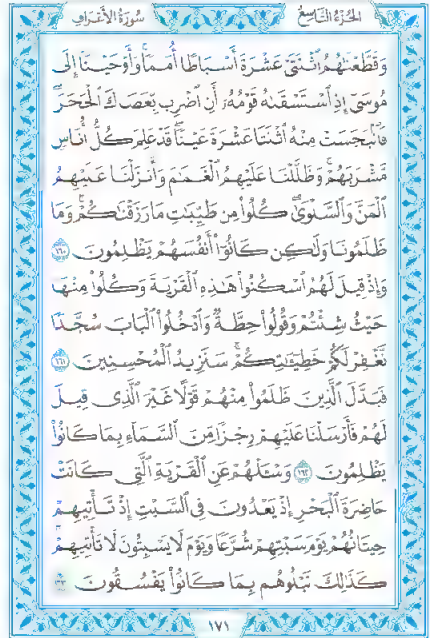 الجزء التاسع
سورة الأعراف
وَقَطَّعْنَٰهُمُ ٱثْنَتَىْ عَشْرَةَ أَسْبَاطًا أُمَمًا ۚ وَأَوْحَيْنَآ إِلَىٰ
مُوسَىٰٓ إِذِ ٱسْتَسْقَىٰهُ قَوْمُهُۥٓ أَنِ ٱضْرِب بِّعَصَاكَ ٱلْحَجَرَ ۖ
فَٱنۢبَجَسَتْ مِنْهُ ٱثْنَتَا عَشْرَةَ عَيْنًا ۖ قَدْ عَلِمَ كُلُّ أُنَاسٍ
مَّشْرَبَهُمْ ۚ وَظَلَّلْنَا عَلَيْهِمُ ٱلْغَمَٰمَ وَأَنزَلْنَا عَلَيْهِمُ
ٱلْمَنَّ وَٱلسَّلْوَىٰ ۖ كُلُوا۟ مِن طَيِّبَٰتِ مَا رَزَقْنَٰكُمْ ۚ وَمَا
ظَلَمُونَا وَلَٰكِن كَانُوٓا۟ أَنفُسَهُمْ يَظْلِمُونَ ١٦٠
وَإِذْ قِيلَ لَهُمُ ٱسْكُنُوا۟ هَٰذِهِ ٱلْقَرْيَةَ وَكُلُوا۟ مِنْهَا
حَيْثُ شِئْتُمْ وَقُولُوا۟ حِطَّةٌ وَٱدْخُلُوا۟ ٱلْبَابَ سُجَّدًا
نَّغْفِرْ لَكُمْ خَطِيٓـَٰٔتِكُمْ ۚ سَنَزِيدُ ٱلْمُحْسِنِينَ ١٦١
فَبَدَّلَ ٱلَّذِينَ ظَلَمُوا۟ مِنْهُمْ قَوْلًا غَيْرَ ٱلَّذِى قِيلَ
لَهُمْ فَأَرْسَلْنَا عَلَيْهِمْ رِجْزًا مِّنَ ٱلسَّمَآءِ بِمَا كَانُوا۟
يَظْلِمُونَ ١٦٢ وَسْـَٔلْهُمْ عَنِ ٱلْقَرْيَةِ ٱلَّتِى كَانَتْ
حَاضِرَةَ ٱلْبَحْرِ إِذْ يَعْدُونَ فِى ٱلسَّبْتِ إِذْ تَأْتِيهِمْ
حِيتَانُهُمْ يَوْمَ سَبْتِهِمْ شُرَّعًا وَيَوْمَ لَا يَسْبِتُونَ ۙ لَا تَأْتِيهِمْ ۚ
كَذَٰلِكَ نَبْلُوهُم بِمَا كَانُوا۟ يَفْسُقُونَ ١٦٣
١٧١